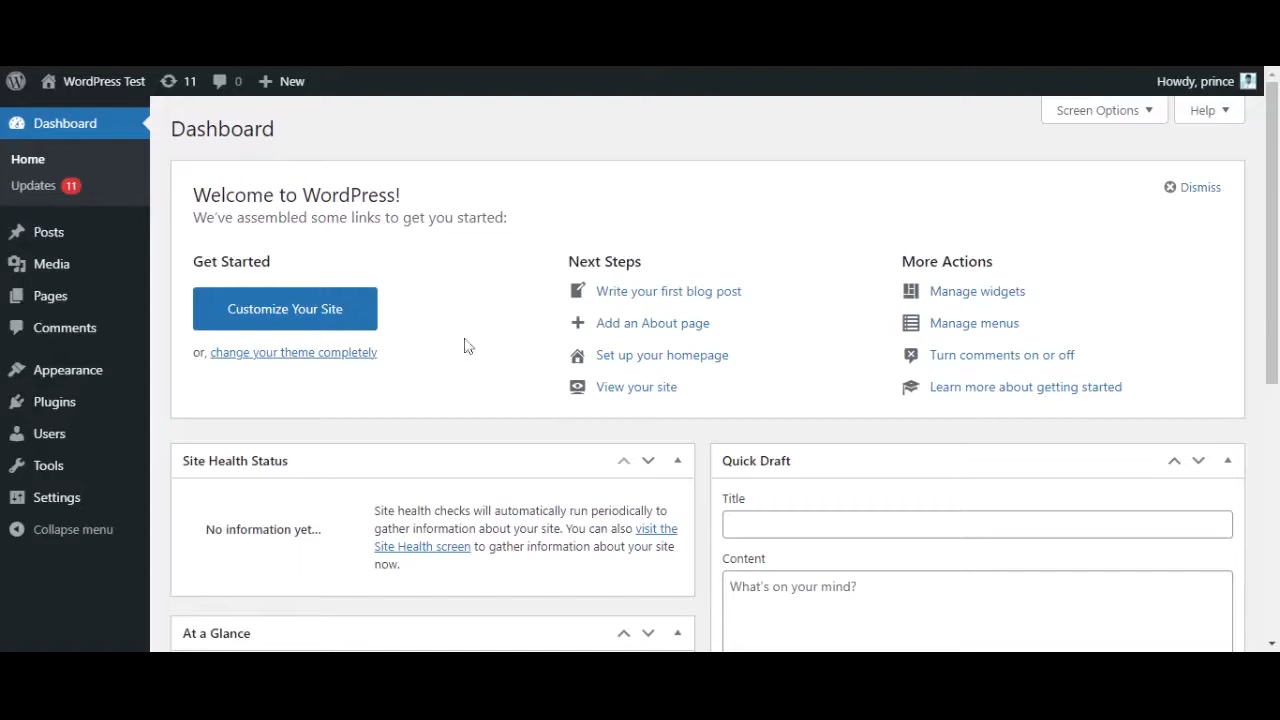 WordPress Test 11 0 New Howdy, prince
Dashboard
Home
Updates 11
Posts
Media
Pages
Comments
Appearance
Plugins
Users
Tools
Settings
Collapse menu
Screen Options Help
Dashboard
Welcome to WordPress!
We've assembled some links to get you started:
Dismiss
Get Started
Customize Your Site
or, change your theme completely
Next Steps
Write your first blog post
Add an About page
Set up your homepage
View your site
More Actions
Manage widgets
Manage menus
Turn comments on or off
Learn more about getting started
Site Health Status
No information yet...
Site health checks will automatically run periodically to
gather information about your site. You can also visit the
Site Health screen to gather information about your site
now.
At a Glance
Quick Draft
Title
Content
What's on your mind?